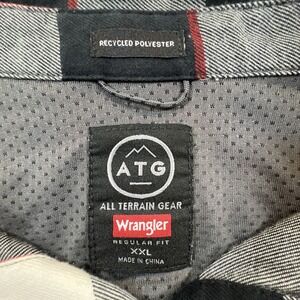 RECYCLED POLYESTER
ATG
ALL TERRAIN GEAR
Wrangler
REGULAR FIT
XXL
MADE IN CHINA